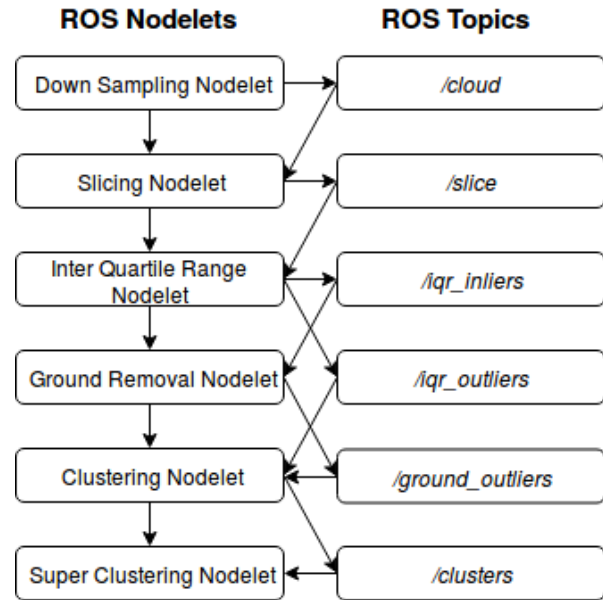 ROS Nodelets
ROS Topics
Down Sampling Nodelet
/cloud
Slicing Nodelet
/slice
Inter Quartile Range
Nodelet
/iqr_inliers
Ground Removal Nodelet
/iqr_outliers
Clustering Nodelet
/ground_outliers
Super Clustering Nodelet
/clusters